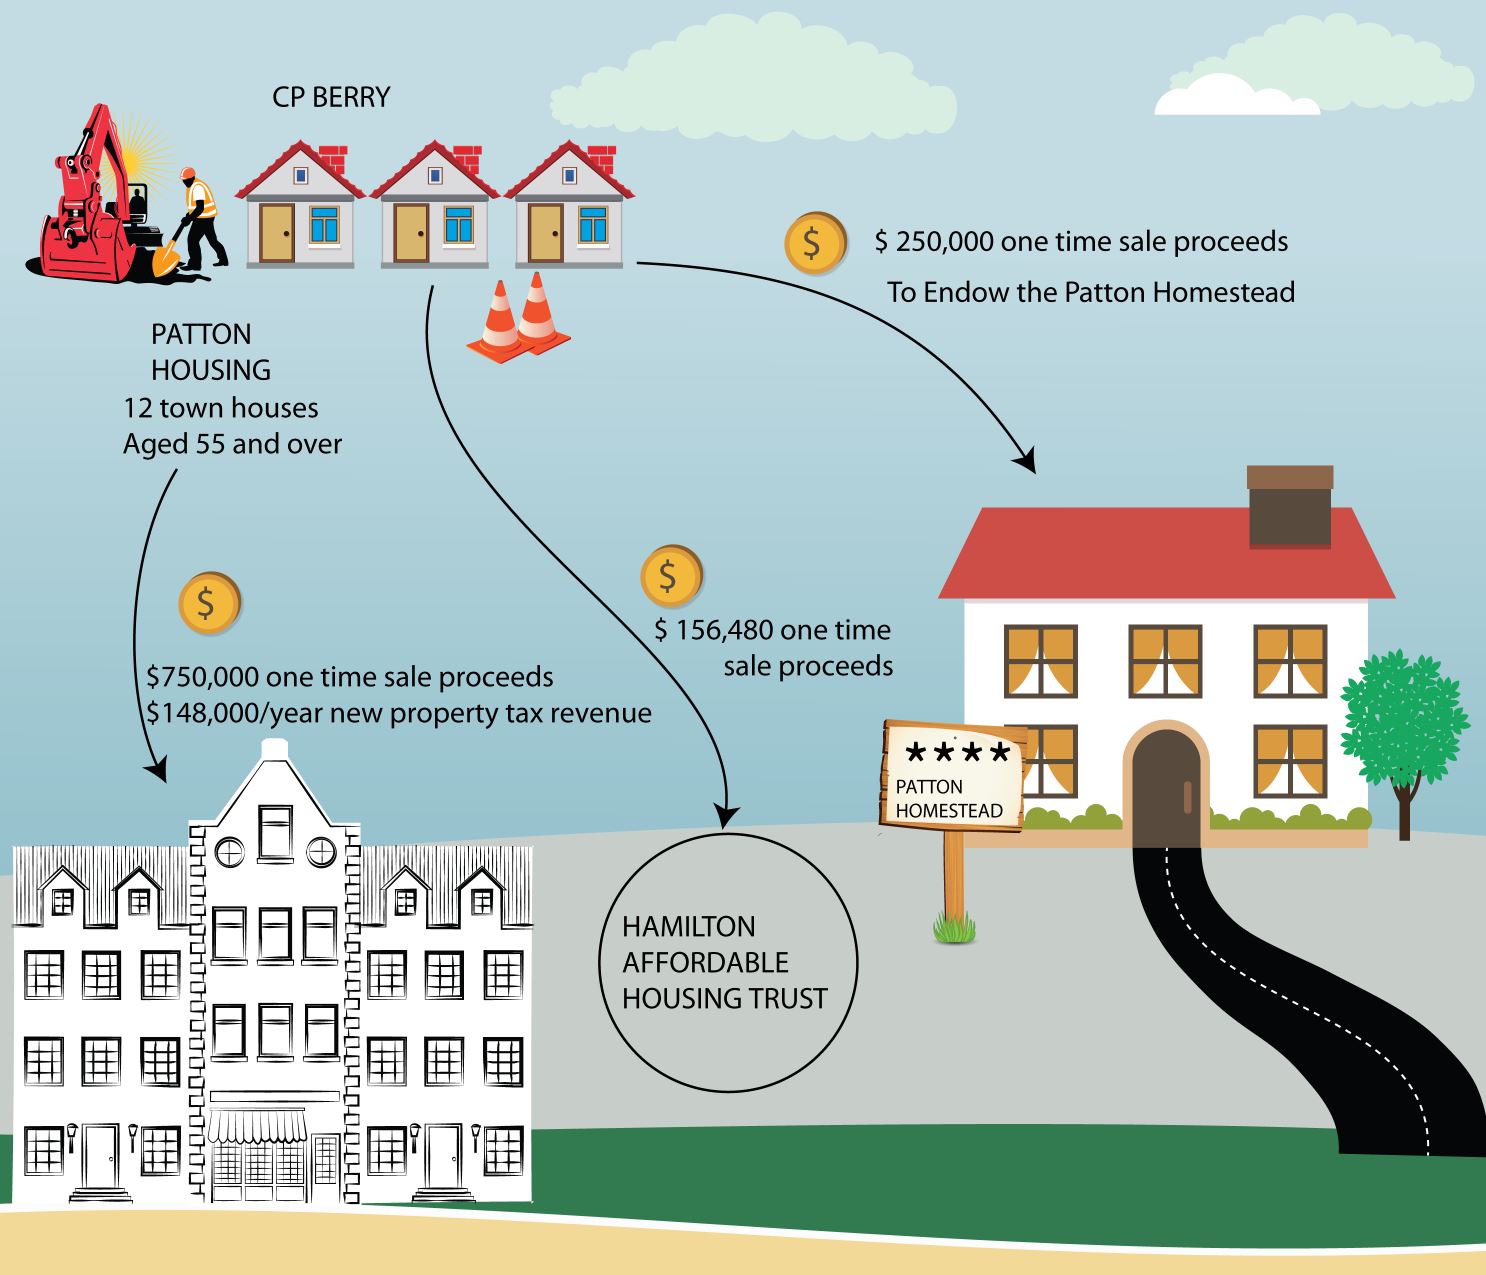 CP BERRY
$
$ 250,000 one time sale proceeds
To Endow the Patton Homestead
PATTON
HOUSING
12 town houses
Aged 55 and over
$
$ 156,480 one time
sale proceeds
$
$750,000 one time sale proceeds
$148,000/year new property tax revenue
★★★★
PATTON
HOMESTEAD
HAMILTON
AFFORDABLE
HOUSING TRUST